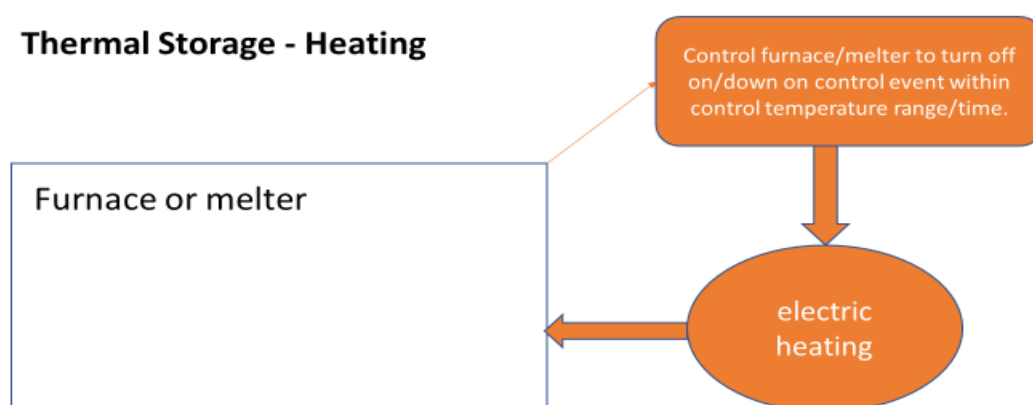 Thermal Storage - Heating
Control furnace/melter to turn off
on/down on control event within
control temperature range/time.
Furnace or melter
electric
heating